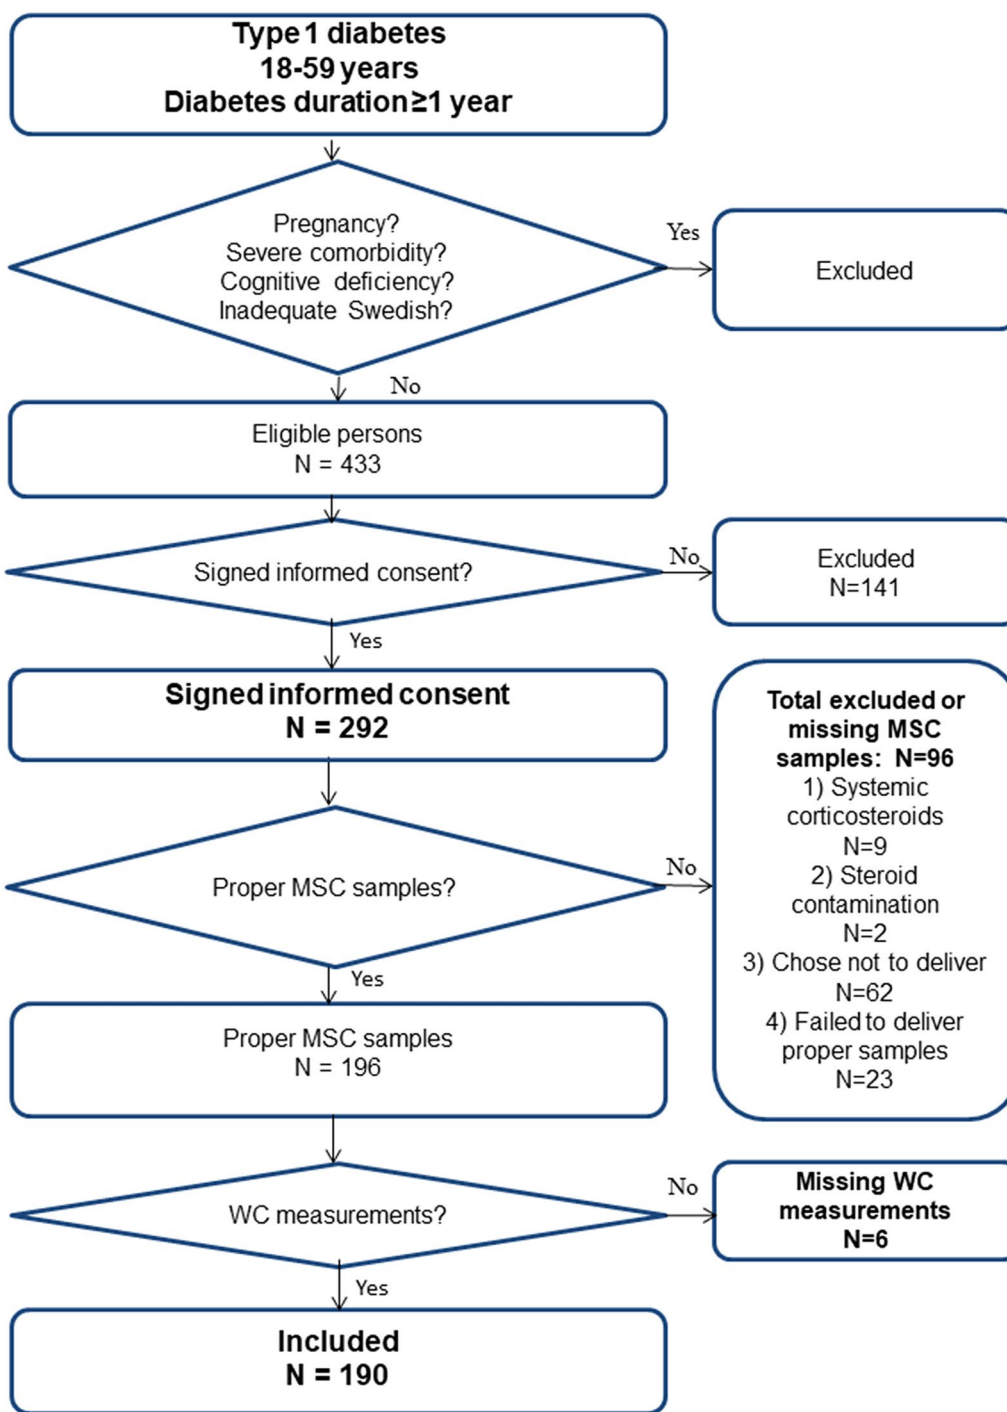 Type 1 diabetes
18-59 years
Diabetes duration ≥1 year
Pregnancy?
Severe comorbidity?
Cognitive deficiency?
Inadequate Swedish?
Yes
Excluded
No
Eligible persons
N = 433
Signed informed consent?
No
Excluded
N=141
Yes
Signed informed consent
N = 292
Proper MSC samples?
No
Total excluded or
missing MSC
samples: N=96
1) Systemic
corticosteroids
N=9
2) Steroid
contamination
N=2
3) Chose not to deliver
N=62
4) Failed to deliver
proper samples
N=23
Yes
Proper MSC samples
N = 196
WC measurements?
No
Missing WC
measurements
N=6
Yes
Included
N = 190